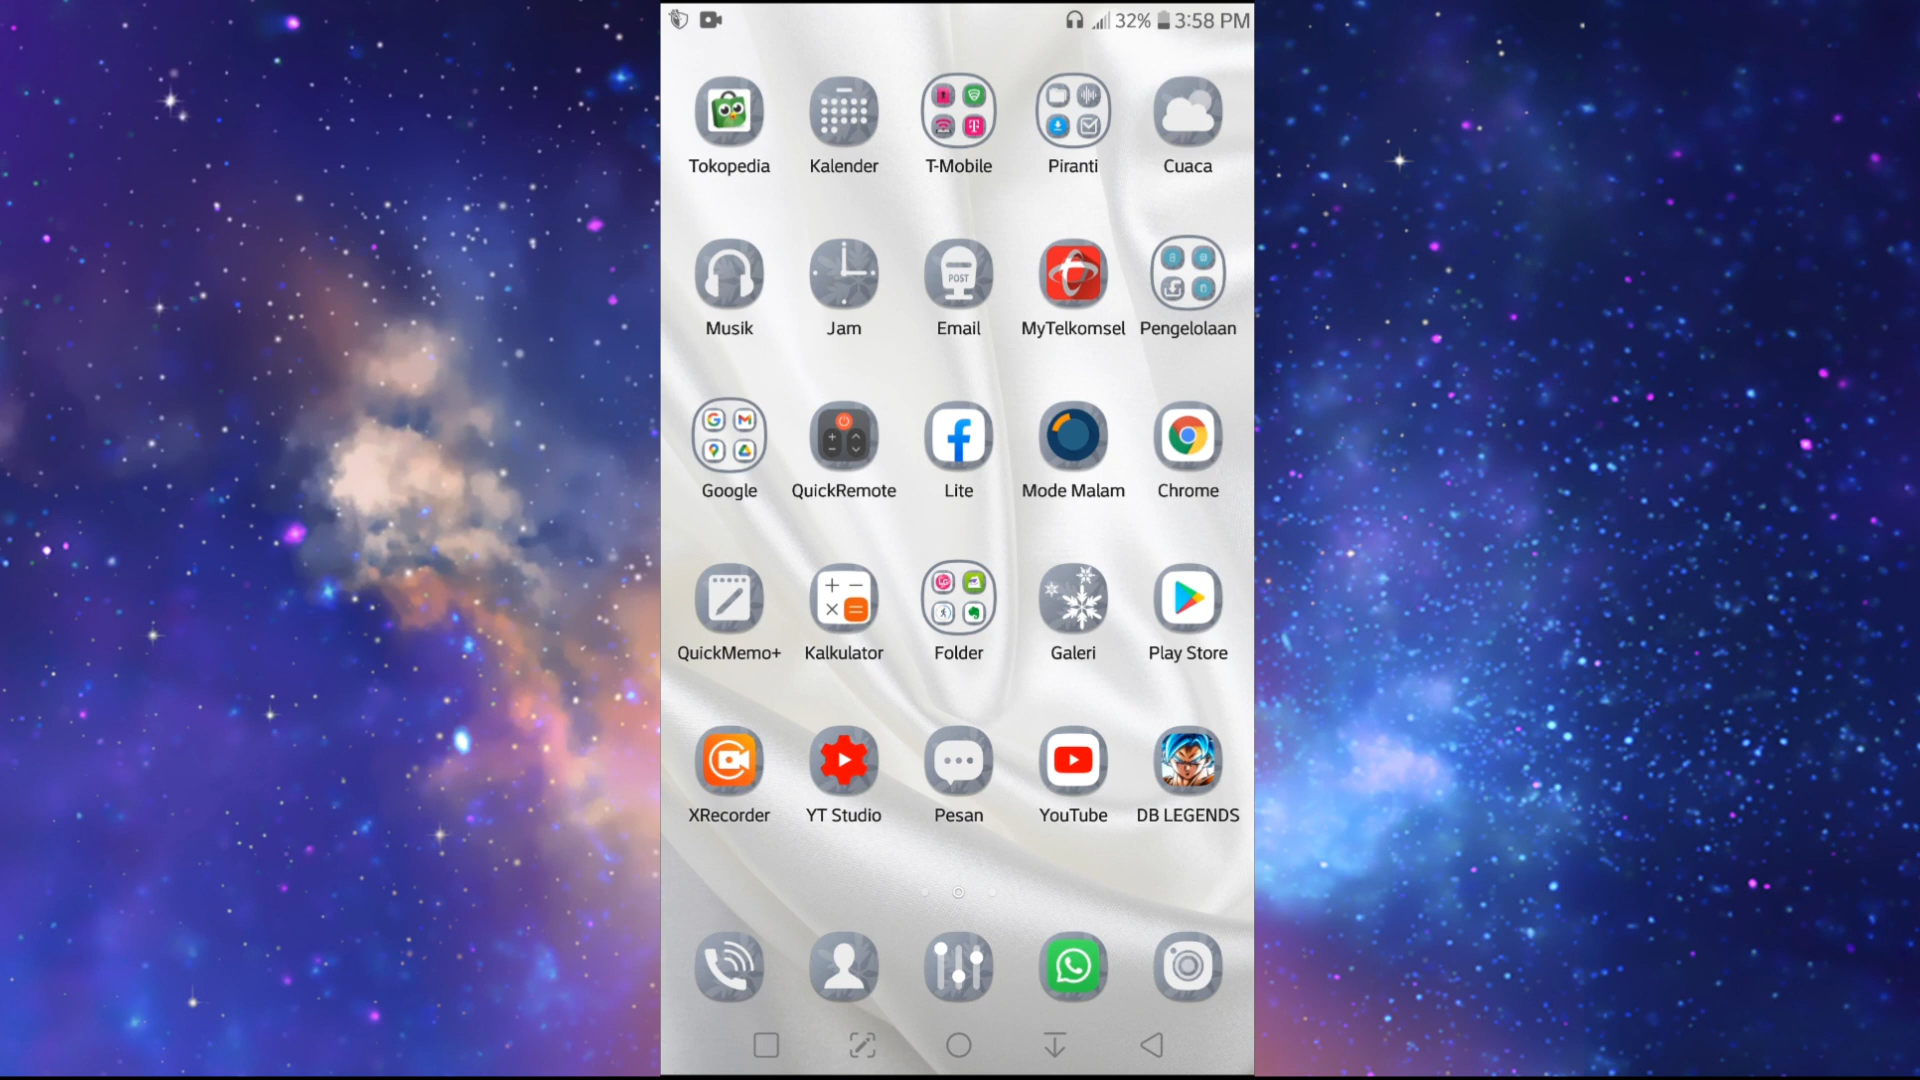 32% 3:58 PM
Tokopedia Kalender T-Mobile Piranti Cuaca
POST
Musik Jam Email MyTelkomsel Pengelolaan
Google QuickRemote Lite Mode Malam Chrome
QuickMemo+ Kalkulator Folder Galeri Play Store
XRecorder YT Studio Pesan YouTube DB LEGENDS